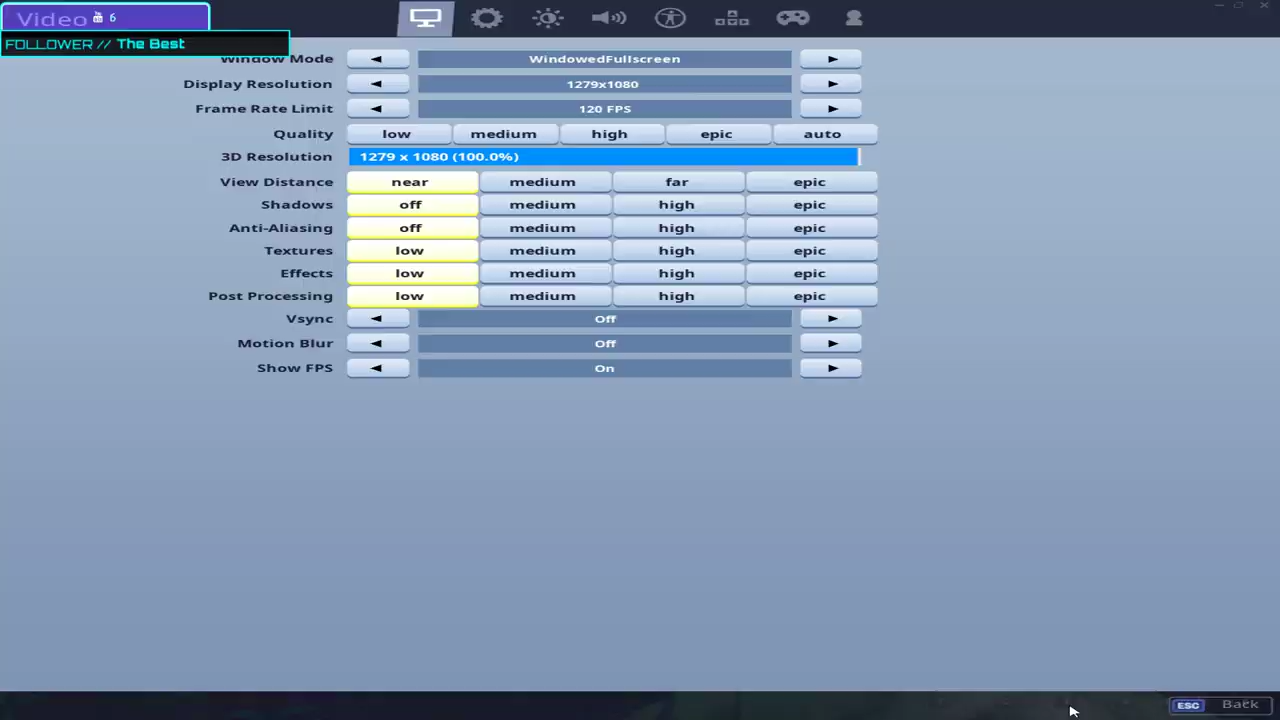 Video 6
FOLLOWER // The Best
Window Mode ◄ WindowedFullscreen ►
Display Resolution ◄ 1279x1080 ►
Frame Rate Limit ◄ 120 FPS ►
Quality low medium high epic auto
3D Resolution 1279 x 1080 (100.0%)
View Distance near medium far epic
Shadows off medium high epic
Anti-Aliasing off medium high epic
Textures low medium high epic
Effects low medium high epic
Post Processing low medium high epic
Vsync ◄ Off ►
Motion Blur ◄ Off ►
Show FPS ◄ On ►
ESC Back